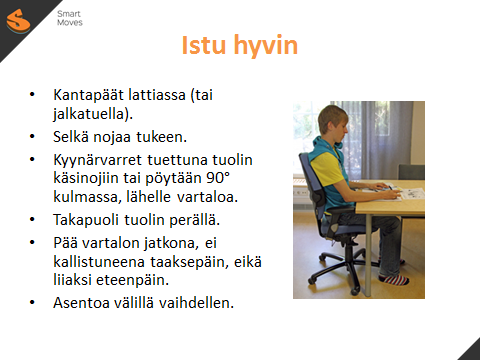 Smart
Moves
Istu hyvin
• Kantapäät lattiassa (tai
jalkatuella).
• Selkä nojaa tukeen.
• Kyynärvarret tuettuna tuolin
käsinojiin tai pöytään 90°
kulmassa, lähelle vartaloa.
• Takapuoli tuolin perällä.
• Pää vartalon jatkona, ei
kallistuneena taaksepäin, eikä
liiaksi eteenpäin.
• Asentoa välillä vaihdellen.